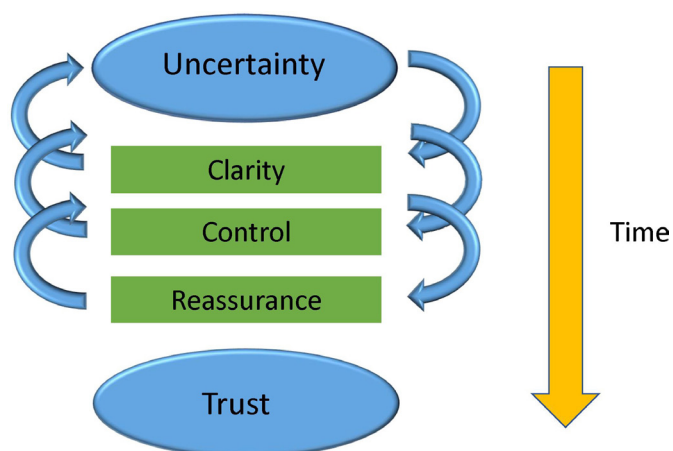 Uncertainty
Clarity
Control
Time
Reassurance
Trust